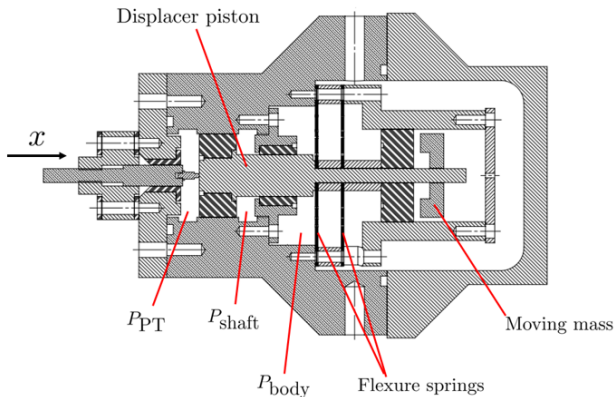 Displacer piston
x
P_PT
P_shaft
P_body
Flexure springs
Moving mass